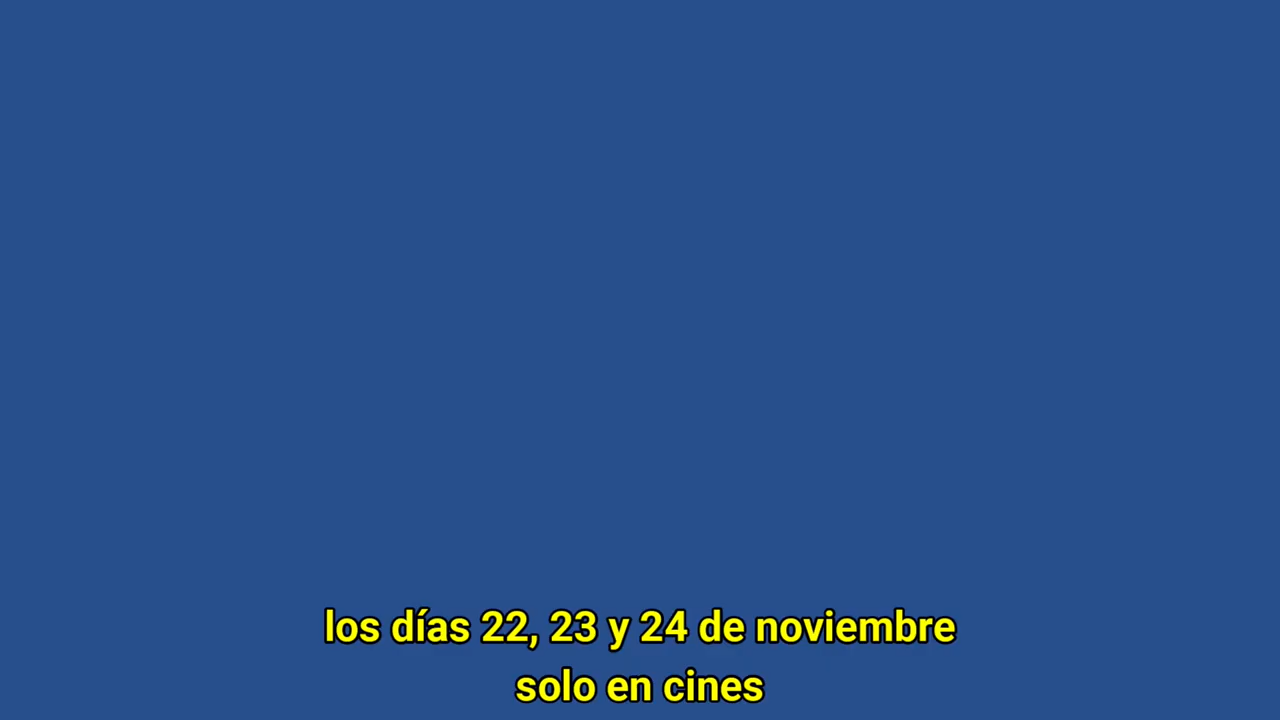 los días 22, 23 y 24 de noviembre
solo en cines